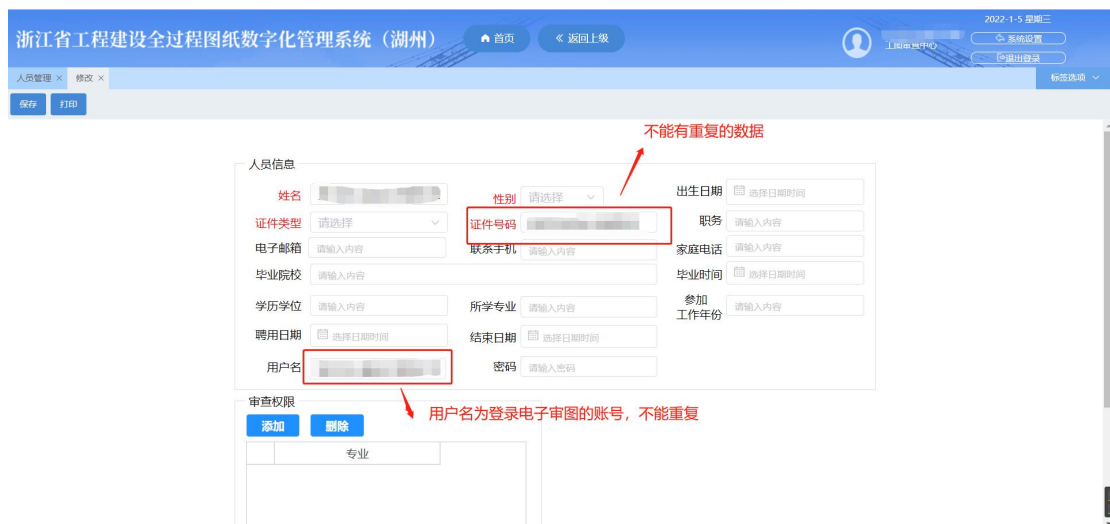 2022-1-5 星期三
浙江省工程建设全过程图纸数字化管理系统（湖州）
首页
《 返回上级
系统设置
退出登录
人员管理 ×
修改 ×
标签选项
保存
打印
不能有重复的数据
人员信息
姓名
性别
请选择
出生日期
选择日期时间
证件类型
请选择
证件号码
职务
请输入内容
电子邮箱
请输入内容
联系手机
请输入内容
家庭电话
请输入内容
毕业院校
请输入内容
毕业时间
选择日期时间
学历学位
请输入内容
所学专业
请输入内容
参加
工作年份
请输入内容
聘用日期
选择日期时间
结束日期
选择日期时间
用户名
密码
请输入密码
审查权限
用户名为登录电子审图的账号，不能重复
添加
删除
专业